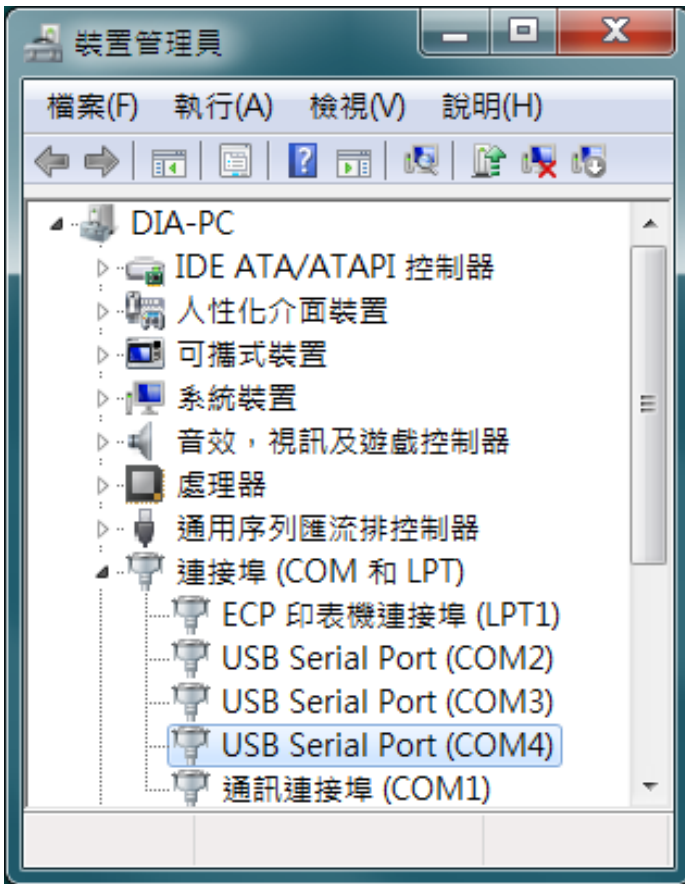 裝置管理員
檔案(F) 執行(A) 檢視(V) 說明(H)
DIA-PC
IDE ATA/ATAPI 控制器
人性化介面裝置
可攜式裝置
系統裝置
音效，視訊及遊戲控制器
處理器
通用序列匯流排控制器
連接埠 (COM 和 LPT)
ECP 印表機連接埠 (LPT1)
USB Serial Port (COM2)
USB Serial Port (COM3)
USB Serial Port (COM4)
通訊連接埠 (COM1)